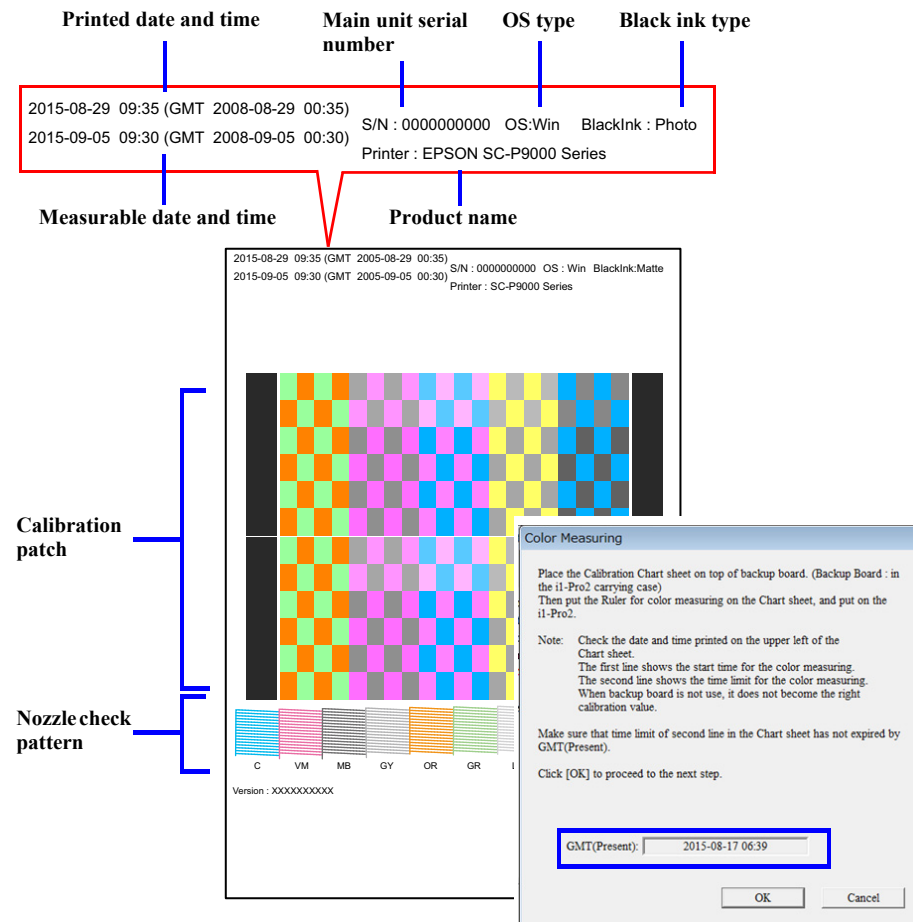 Printed date and time
Main unit serial
number
OS type
Black ink type
2015-08-29 09:35 (GMT 2008-08-29 00:35)
2015-09-05 09:30 (GMT 2008-09-05 00:30)
S/N : 0000000000 OS:Win BlackInk : Photo
Printer : EPSON SC-P9000 Series
Measurable date and time
Product name
2015-08-29 09:35 (GMT 2005-08-29 00:35)
2015-09-05 09:30 (GMT 2005-09-05 00:30)
S/N : 0000000000 OS : Win BlackInk:Matte
Printer : SC-P9000 Series
Calibration
patch
Nozzle check
pattern
C VM MB GY OR GR
Version : XXXXXXXXXX
Color Measuring
Place the Calibration Chart sheet on top of backup board. (Backup Board : in
the i1-Pro2 carrying case)
Then put the Ruler for color measuring on the Chart sheet, and put on the
i1-Pro2.
Note: Check the date and time printed on the upper left of the
Chart sheet.
The first line shows the start time for the color measuring.
The second line shows the time limit for the color measuring.
When backup board is not use, it does not become the right
calibration value.
Make sure that time limit of second line in the Chart sheet has not expired by
GMT(Present).
Click [OK] to proceed to the next step.
GMT(Present): 2015-08-17 06:39
OK Cancel